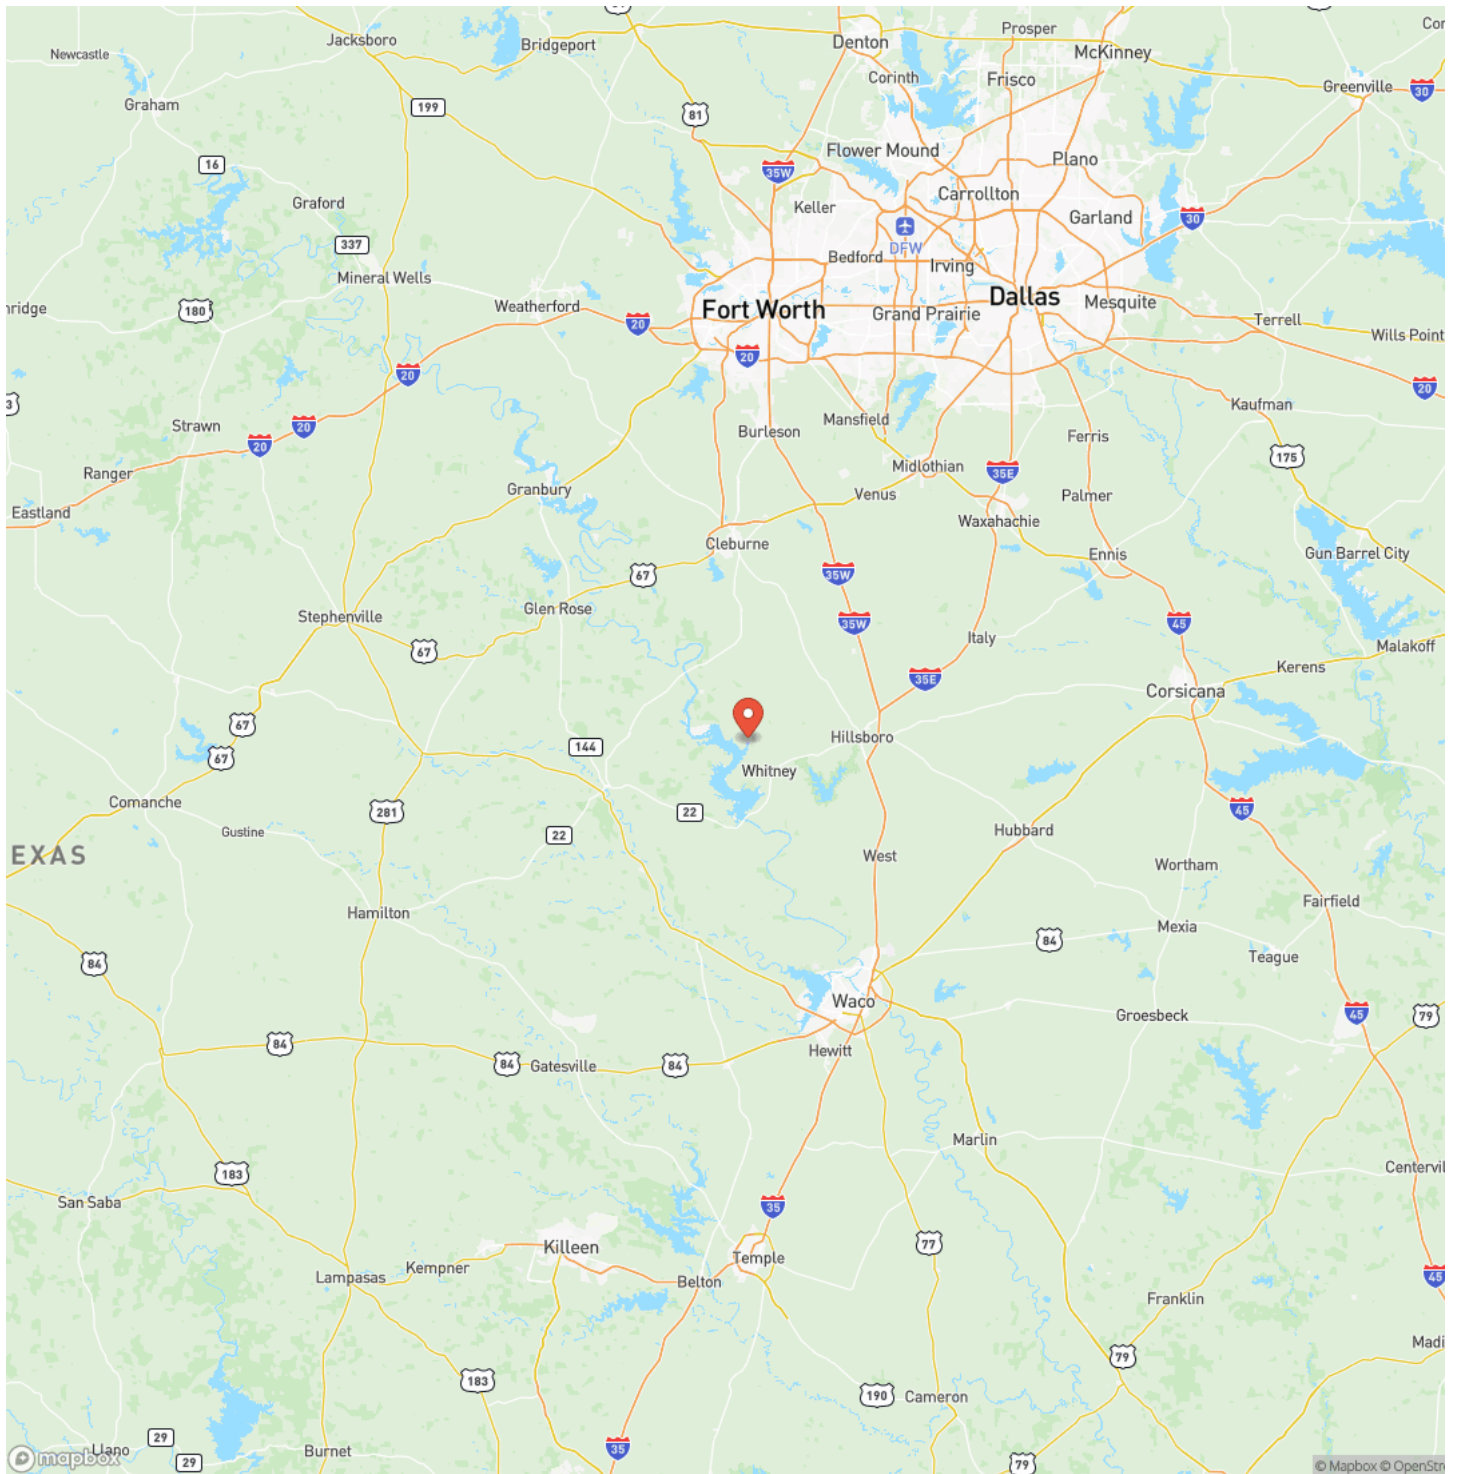 Jacksboro
Bridgeport
Denton
Prosper
McKinney
Newcastle
Corinth
Frisco
Greenville
30
Graham
199
81
Flower Mound
Plano
16
35W
Carrollton
Graford
Keller
Garland
30
337
DFW
Bedford
Irving
Mineral Wells
Weatherford
Fort Worth
Dallas
Mesquite
180
Grand Prairie
20
Terrell
Wills Point
20
20
20
Kaufman
Strawn
20
Mansfield
20
Burleson
Ferris
175
Ranger
Midlothian
35E
Granbury
Venus
Palmer
Eastland
Waxahachie
Cleburne
Ennis
Gun Barrel City
67
35W
Glen Rose
Stephenville
35W
45
67
Italy
Malakoff
Kerens
35E
Corsicana
67
144
Hillsboro
67
Whitney
Comanche
281
22
45
Gustine
22
Hubbard
EXAS
West
Wortham
Hamilton
Fairfield
84
Mexia
84
Teague
Waco
Groesbeck
45
79
84
Hewitt
84
Gatesville
84
Marlin
183
San Saba
35
77
Killeen
Temple
Kempner
Lampasas
Belton
45
Franklin
79
183
190
Cameron
29
Llano
mapbox
Burnet
35
29
79
© Mapbox © OpenStre